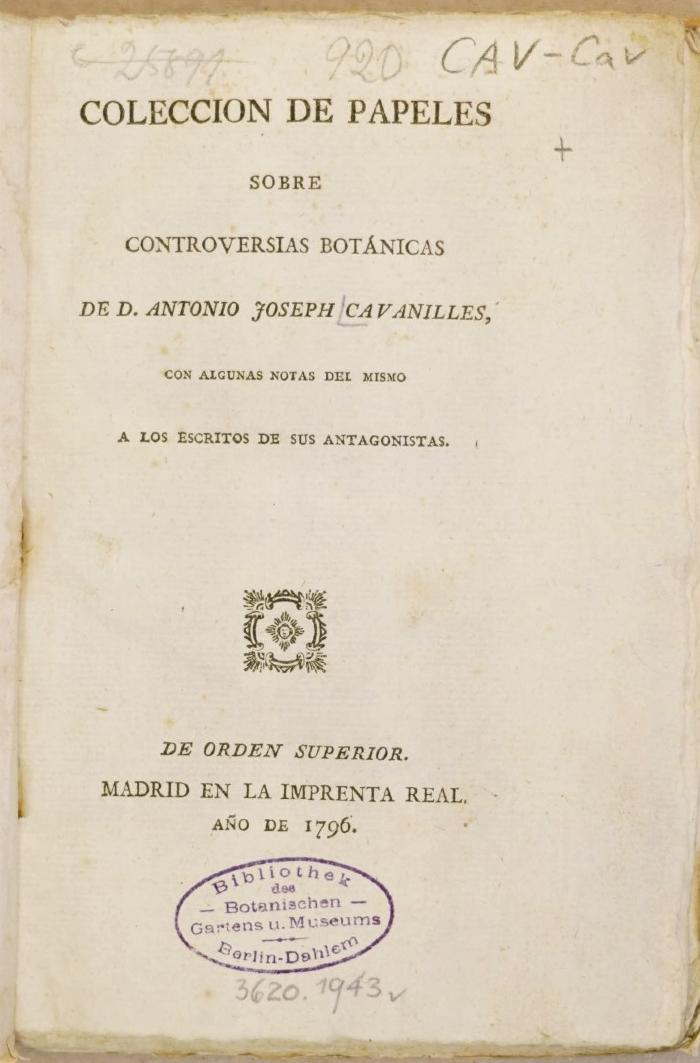 920 CAV-Cav
COLECCION DE PAPELES
+
SOBRE
CONTROVERSIAS BOTÁNICAS
DE D. ANTONIO JOSEPH CAVANILLES,
CON ALGUNAS NOTAS DEL MISMO
A LOS ESCRITOS DE SUS ANTAGONISTAS.
DE ORDEN SUPERIOR.
MADRID EN LA IMPRENTA REAL.
AÑO DE 1796.
Bibliothek
des
— Botanischen —
Gartens u. Museums
Berlin-Dahlem
3620.1943